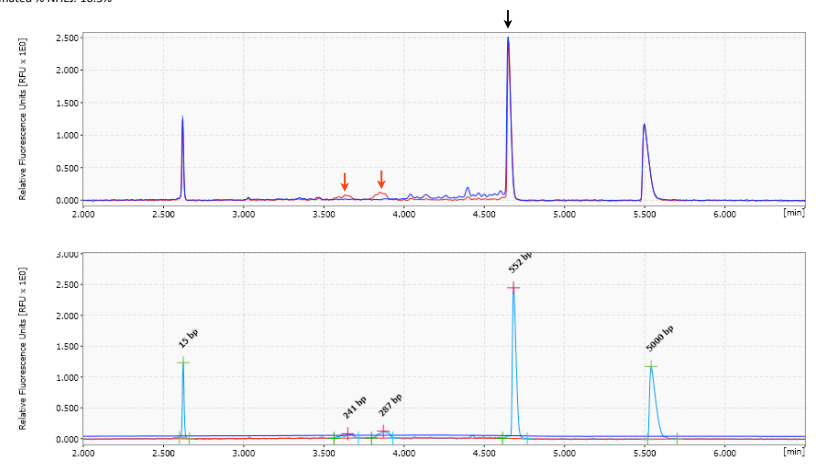 Relative Fluorescence Units [RFU x 1E0]
2.500
2.000
1.500
1.000
0.500
0.000
2.000 2.500 3.000 3.500 4.000 4.500 5.000 5.500 6.000 [min]
Relative Fluorescence Units [RFU x 1E0]
3.000
2.500
2.000
1.500
1.000
0.500
0.000
15 bp
241 bp
287 bp
552 bp
5000 bp
2.000 2.500 3.000 3.500 4.000 4.500 5.000 5.500 6.000 [min]